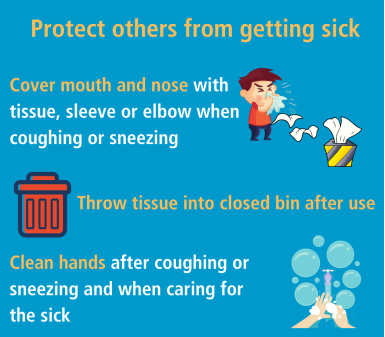 Protect others from getting sick
Cover mouth and nose with
tissue, sleeve or elbow when
coughing or sneezing
Throw tissue into closed bin after use
Clean hands after coughing or
sneezing and when caring for
the sick